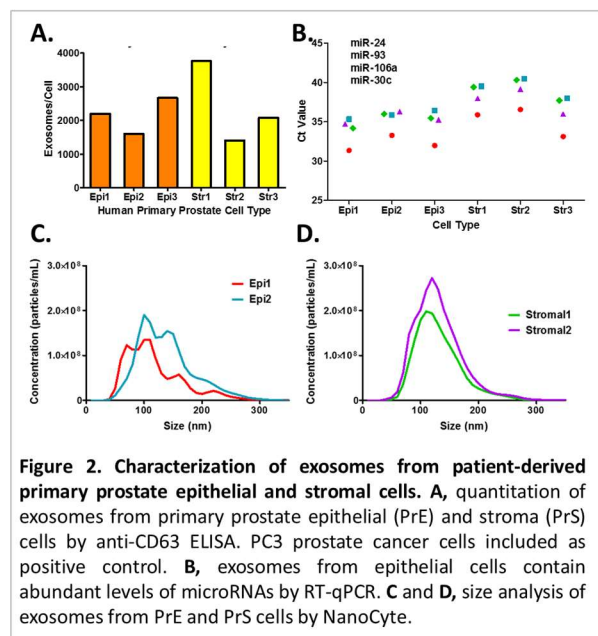 A.
Exosomes/Cell
4000
3000
2000
1000
0
Epi1 Epi2 Epi3 Str1 Str2 Str3
Human Primary Prostate Cell Type
B.
miR-24
miR-93
miR-106a
miR-30c
Ct Value
45
40
35
30
25
Epi1 Epi2 Epi3 Str1 Str2 Str3
Cell Type
C.
Concentration (particles/mL)
3.0×10⁸
2.0×10⁸
1.0×10⁸
0
Epi1
Epi2
0 100 200 300
Size (nm)
D.
Concentration (particles/mL)
3.0×10⁸
2.0×10⁸
1.0×10⁸
0
Stromal1
Stromal2
0 100 200 300
Size (nm)
Figure 2. Characterization of exosomes from patient-derived
primary prostate epithelial and stromal cells. A, quantitation of
exosomes from primary prostate epithelial (PrE) and stroma (PrS)
cells by anti-CD63 ELISA. PC3 prostate cancer cells included as
positive control. B, exosomes from epithelial cells contain
abundant levels of microRNAs by RT-qPCR. C and D, size analysis of
exosomes from PrE and PrS cells by NanoCyte.